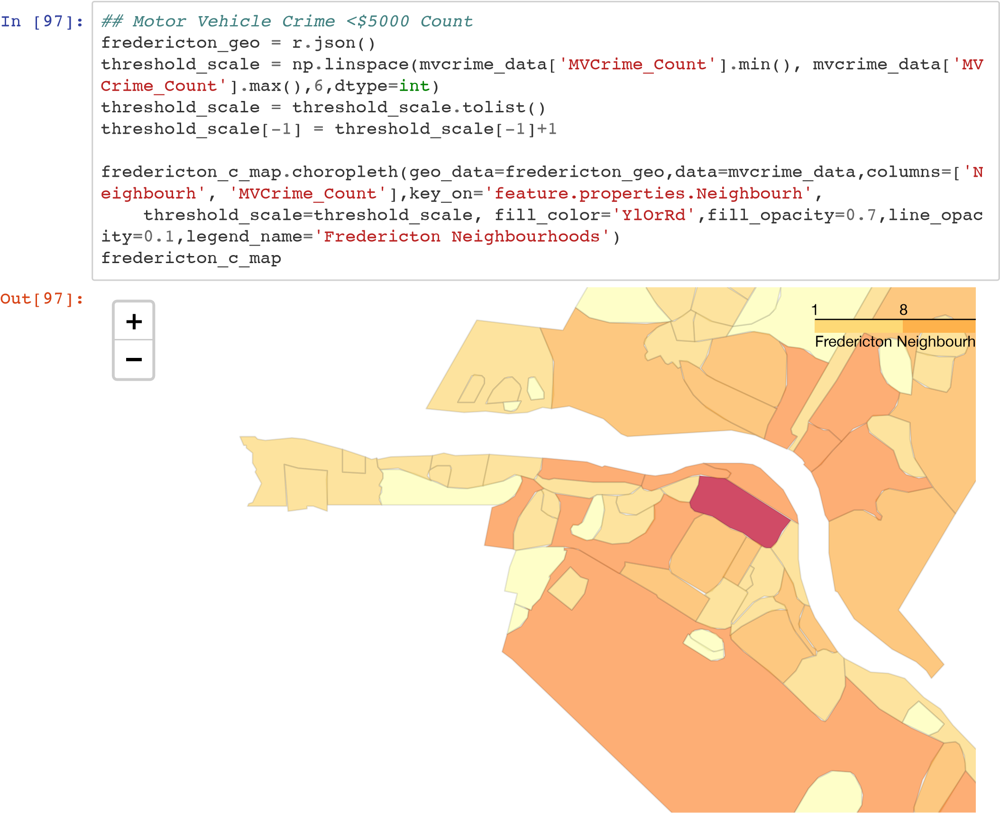 In [97]:
## Motor Vehicle Crime <$5000 Count
fredericton_geo = r.json()
threshold_scale = np.linspace(mvcrime_data['MVCrime_Count'].min(), mvcrime_data['MV
Crime_Count'].max(),6,dtype=int)
threshold_scale = threshold_scale.tolist()
threshold_scale[-1] = threshold_scale[-1]+1
fredericton_c_map.choropleth(geo_data=fredericton_geo,data=mvcrime_data,columns=['N
eighbourh', 'MVCrime_Count'],key_on='feature.properties.Neighbourh',
    threshold_scale=threshold_scale, fill_color='YlOrRd',fill_opacity=0.7,line_opac
ity=0.1,legend_name='Fredericton Neighbourhoods')
fredericton_c_map
Out[97]:
+
−
1 8
Fredericton Neighbourh